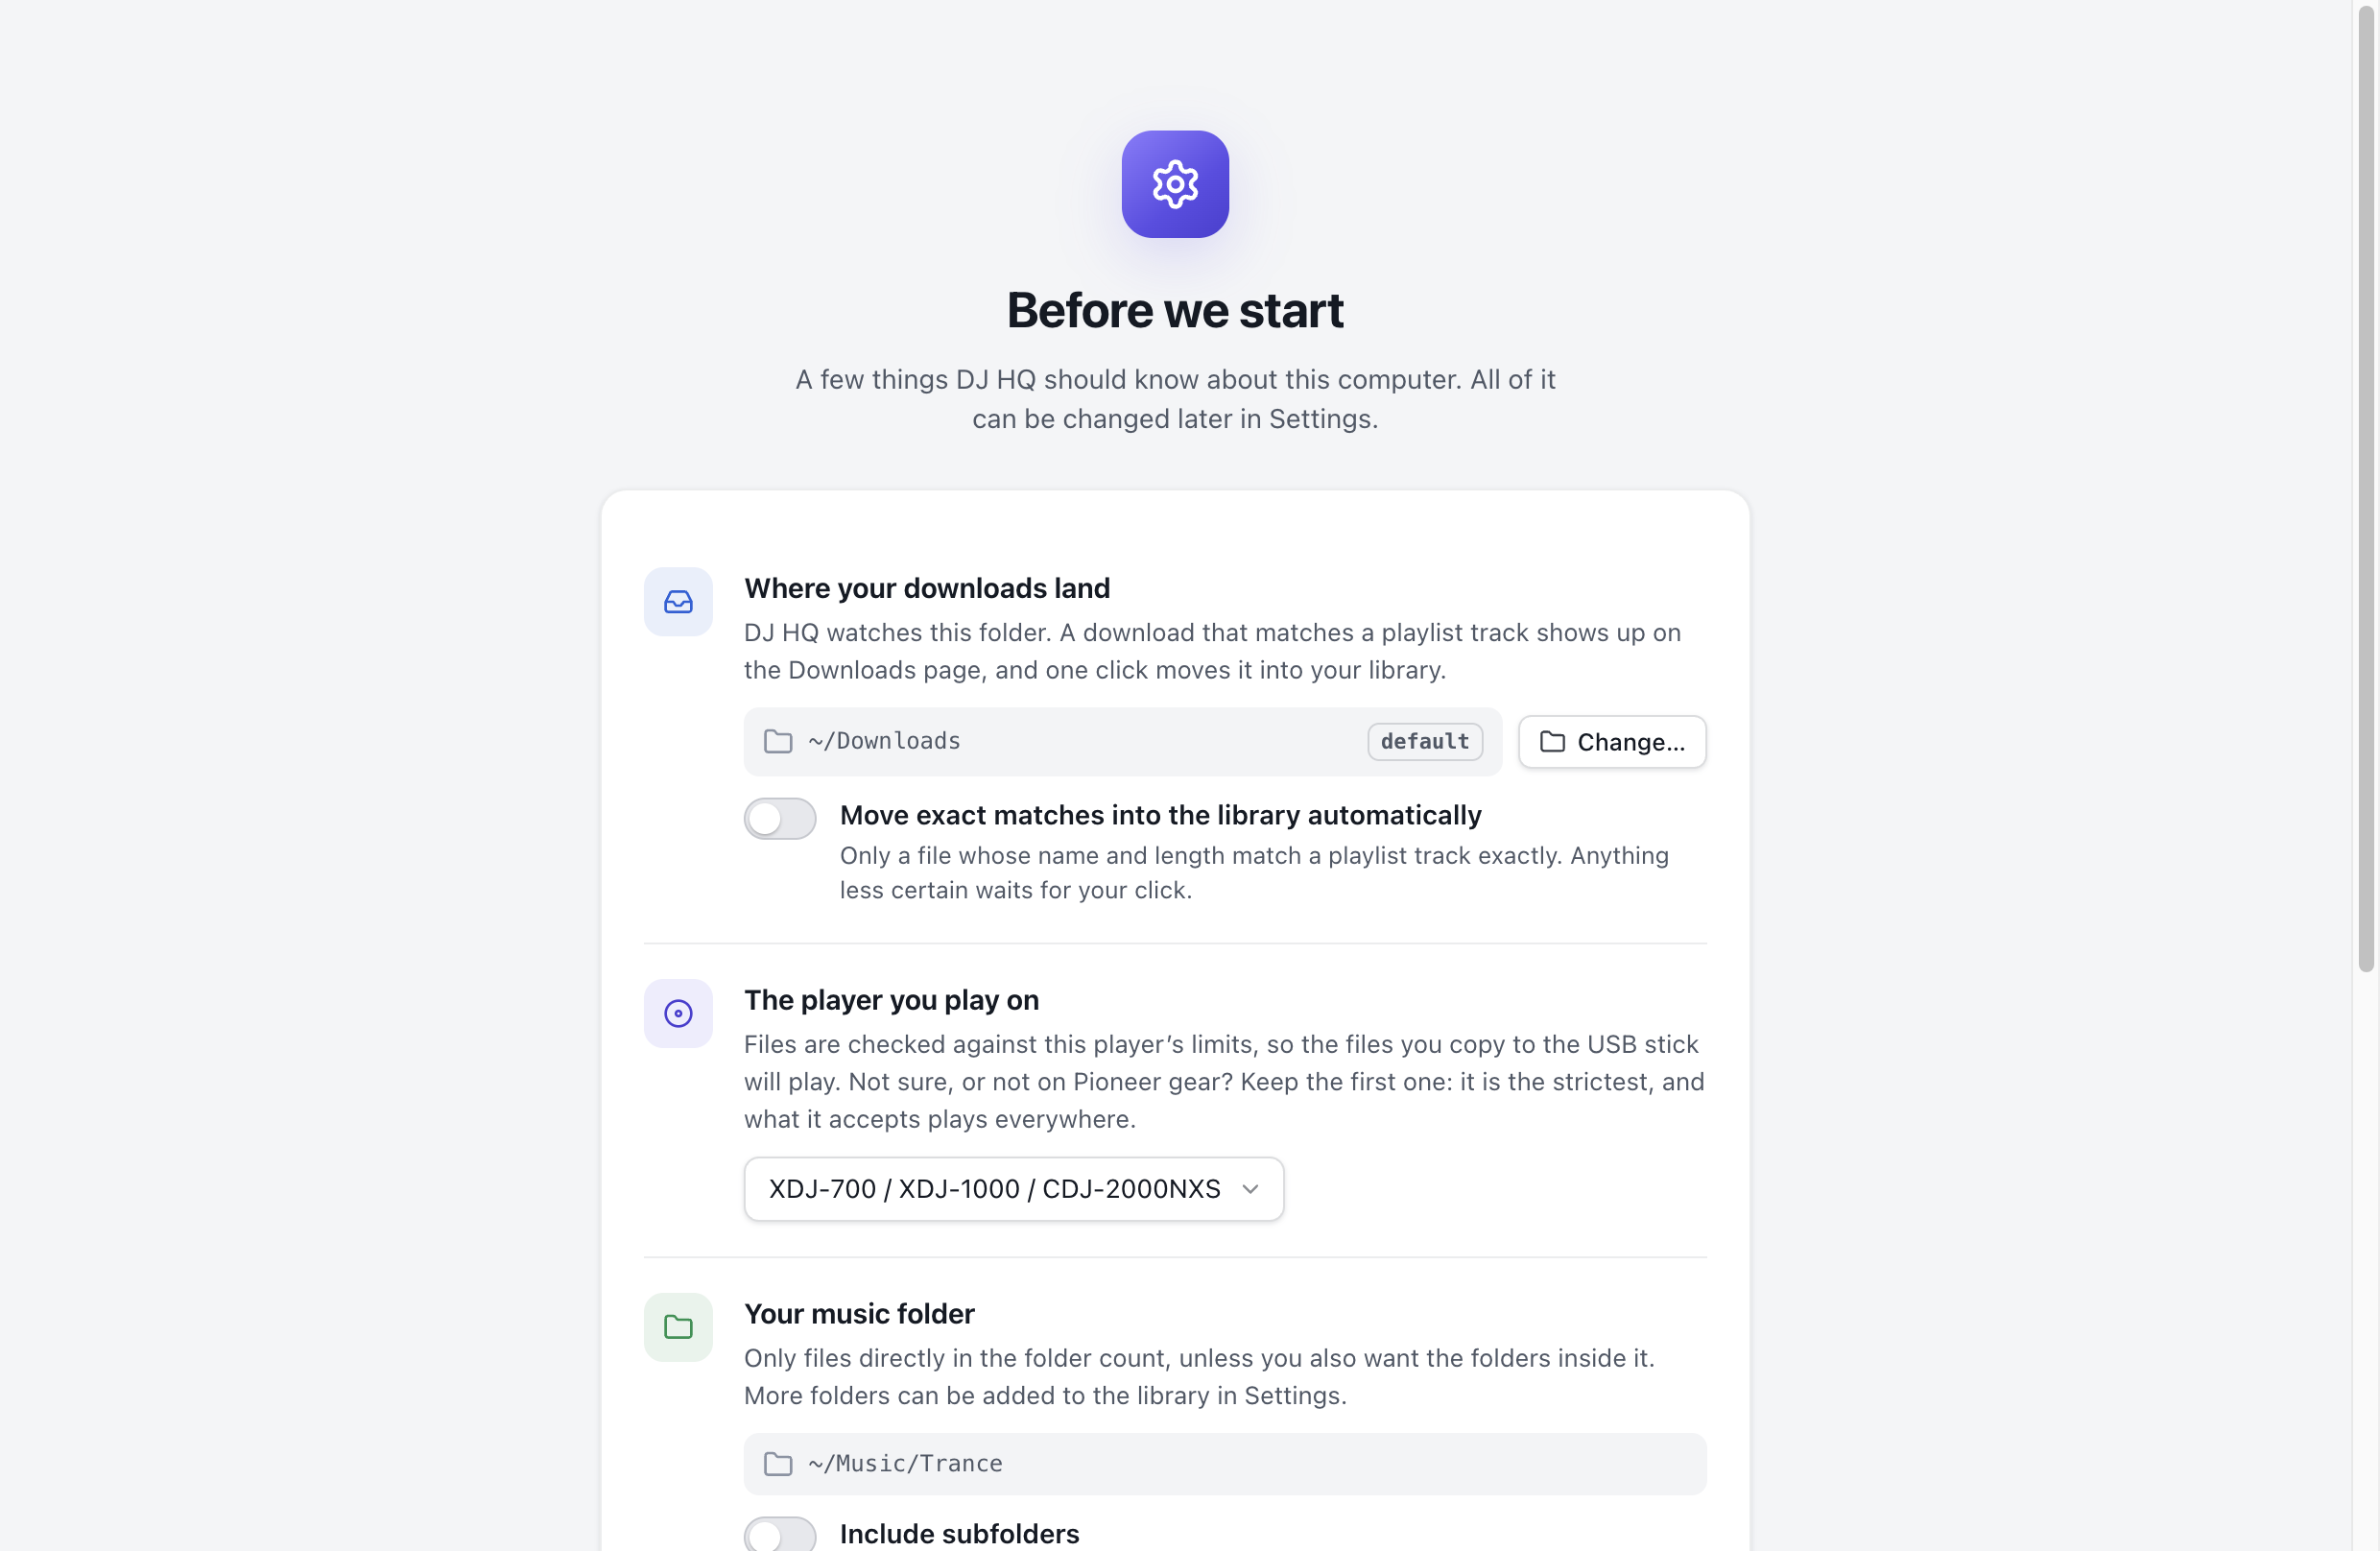 Before we start
A few things DJ HQ should know about this computer. All of it
can be changed later in Settings.
Where your downloads land
DJ HQ watches this folder. A download that matches a playlist track shows up on
the Downloads page, and one click moves it into your library.
~/Downloads default Change...
Move exact matches into the library automatically
Only a file whose name and length match a playlist track exactly. Anything
less certain waits for your click.
The player you play on
Files are checked against this player’s limits, so the files you copy to the USB stick
will play. Not sure, or not on Pioneer gear? Keep the first one: it is the strictest, and
what it accepts plays everywhere.
XDJ-700 / XDJ-1000 / CDJ-2000NXS
Your music folder
Only files directly in the folder count, unless you also want the folders inside it.
More folders can be added to the library in Settings.
~/Music/Trance
Include subfolders